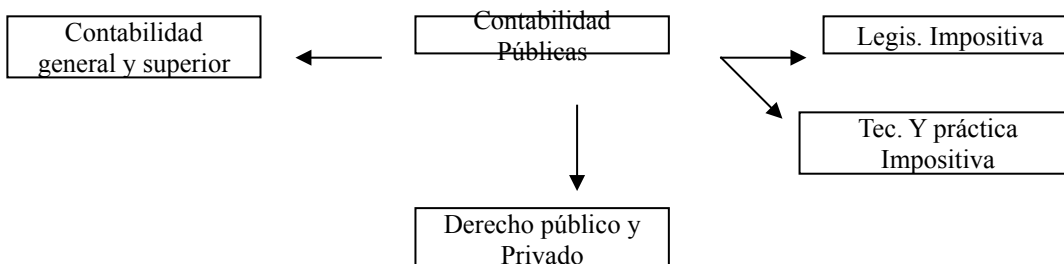 Contabilidad
general y superior
Contabilidad
Públicas
Legis. Impositiva
Tec. Y práctica
Impositiva
Derecho público y
Privado